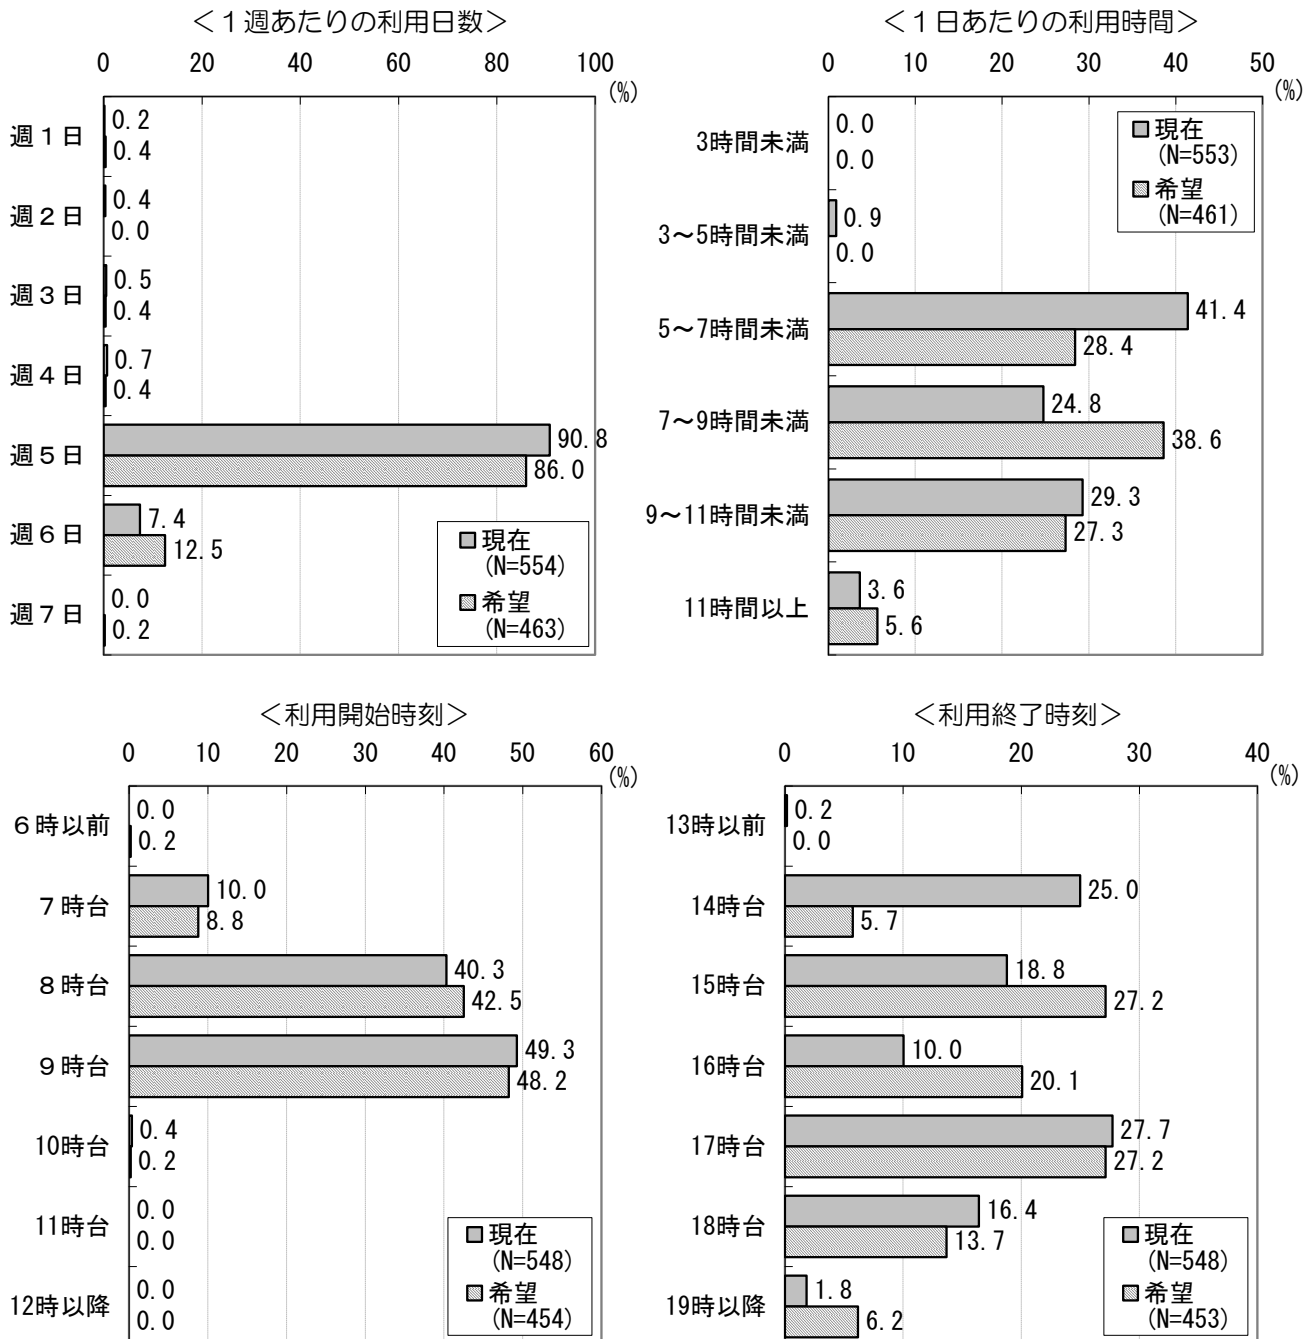 ＜１週あたりの利用日数＞
0 20 40 60 80 100
(%)
週１日 0.2
0.4
週２日 0.4
0.0
週３日 0.5
0.4
週４日 0.7
0.4
週５日 90.8
86.0
週６日 7.4
12.5
週７日 0.0
0.2
現在
(N=554)
希望
(N=463)
＜１日あたりの利用時間＞
0 10 20 30 40 50
(%)
3時間未満 0.0
0.0
3～5時間未満 0.9
0.0
5～7時間未満 41.4
28.4
7～9時間未満 24.8
38.6
9～11時間未満 29.3
27.3
11時間以上 3.6
5.6
現在
(N=553)
希望
(N=461)
＜利用開始時刻＞
0 10 20 30 40 50 60
(%)
６時以前 0.0
0.2
７時台 10.0
8.8
８時台 40.3
42.5
９時台 49.3
48.2
10時台 0.4
0.2
11時台 0.0
0.0
12時以降 0.0
0.0
現在
(N=548)
希望
(N=454)
＜利用終了時刻＞
0 10 20 30 40
(%)
13時以前 0.2
0.0
14時台 25.0
5.7
15時台 18.8
27.2
16時台 10.0
20.1
17時台 27.7
27.2
18時台 16.4
13.7
19時以降 1.8
6.2
現在
(N=548)
希望
(N=453)